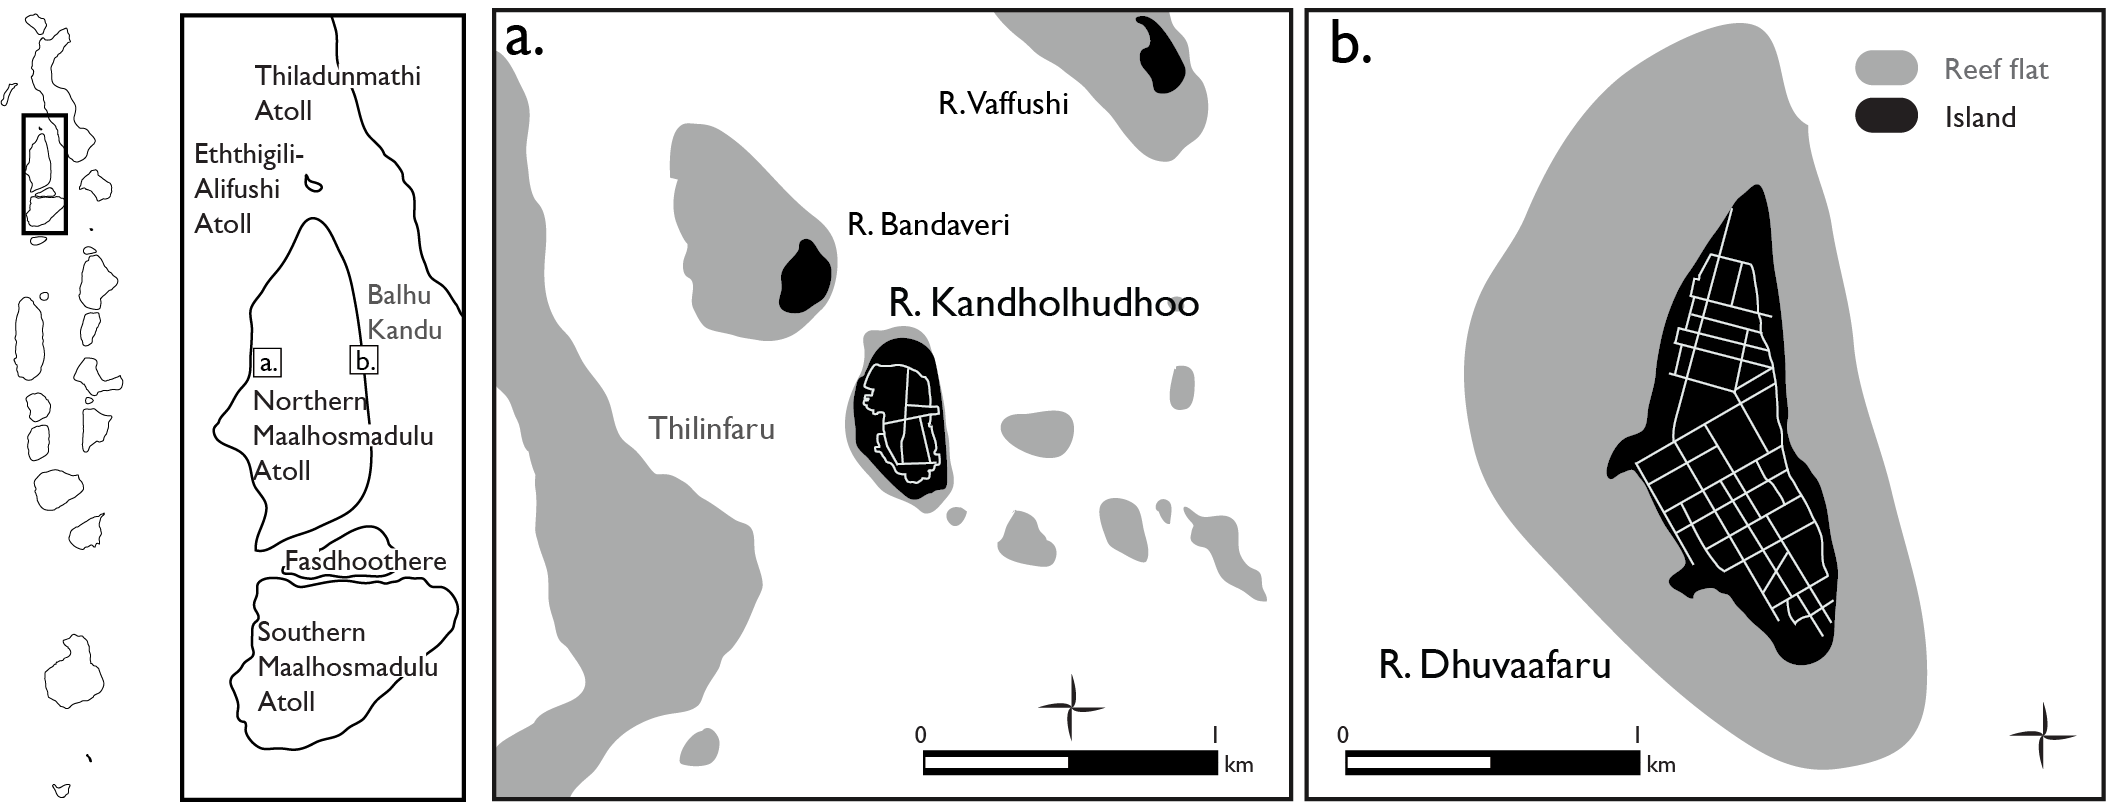 Thiladunmathi
Atoll
Eththigili-
Alifushi
Atoll
Balhu
Kandu
a.
b.
Northern
Maalhosmadulu
Atoll
Fasdhoothere
Southern
Maalhosmadulu
Atoll
a.
R. Vaffushi
R. Bandaveri
R. Kandholhudhoo
Thilinfaru
0 1
km
b.
Reef flat
Island
R. Dhuvaafaru
0 1
km